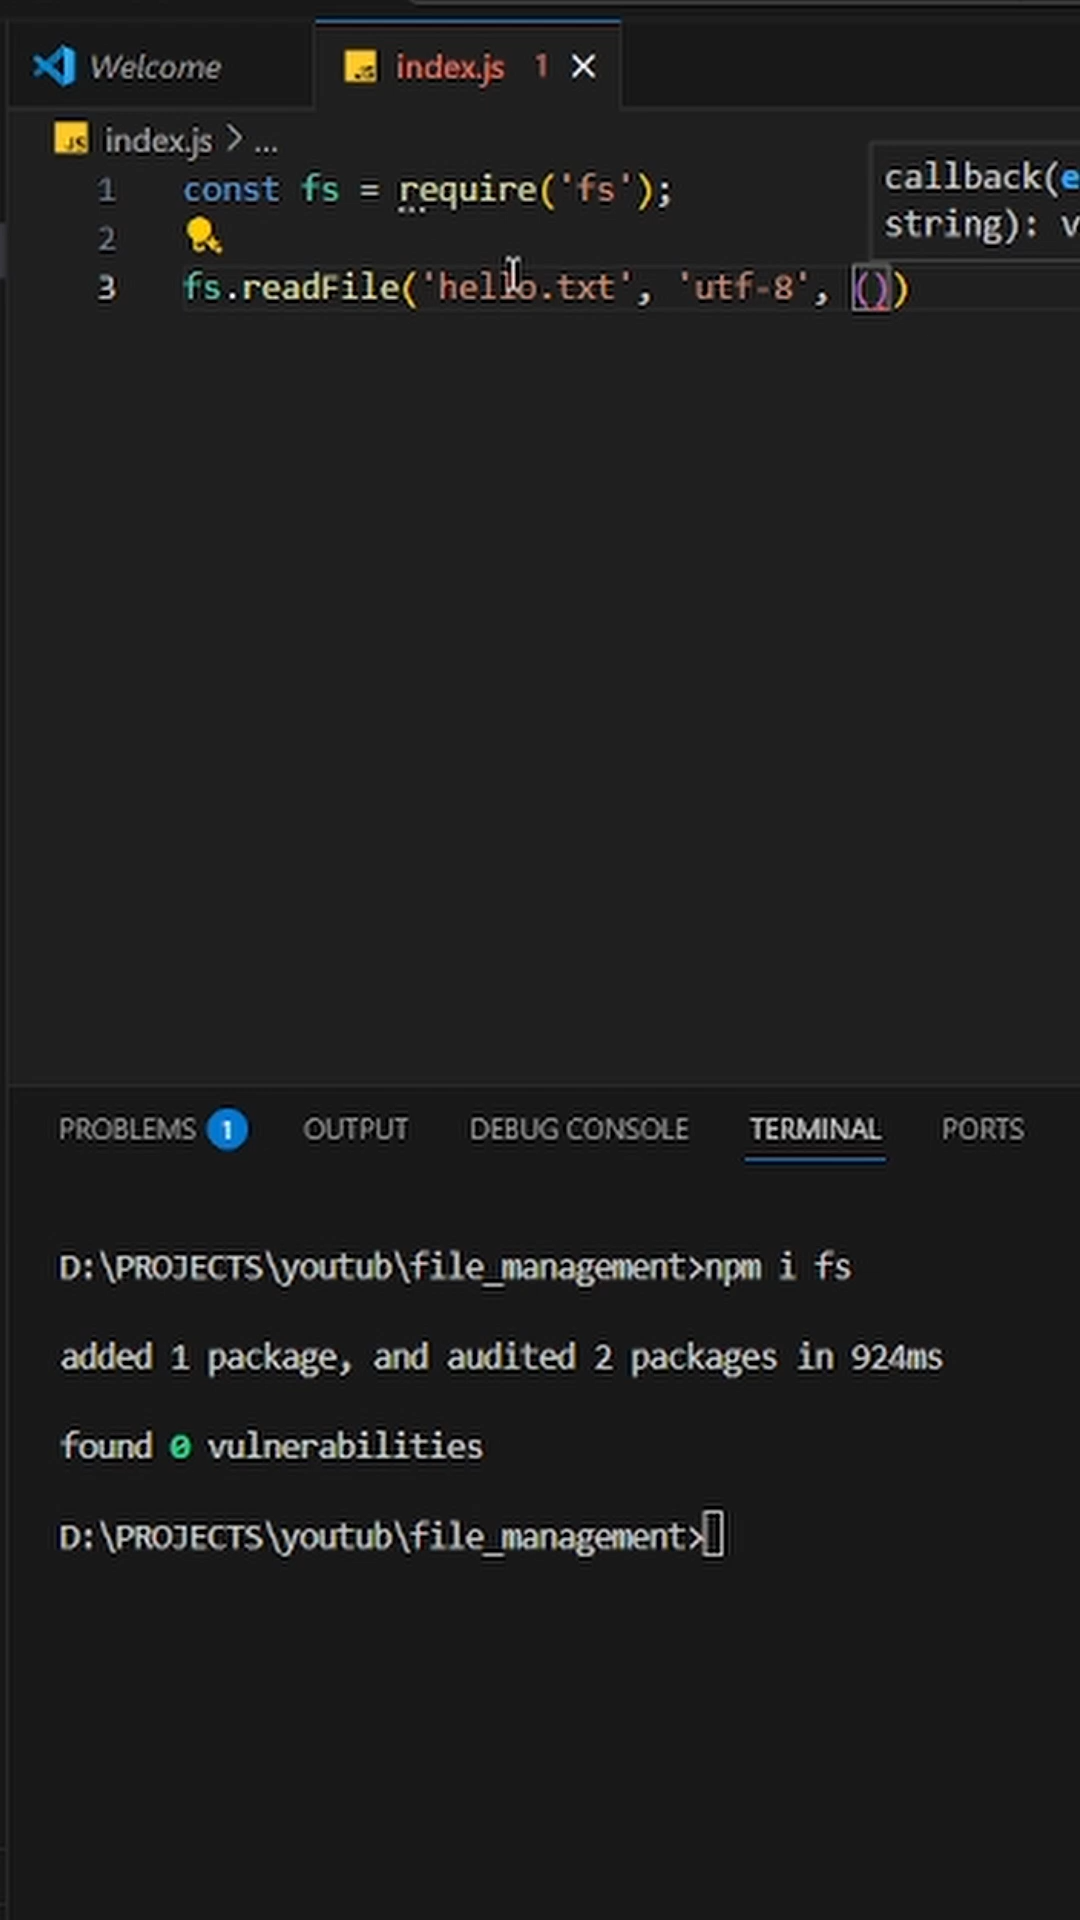 Welcome
index.js 1
JS index.js > ...
callback(e
string): v
1 const fs = require('fs');
2
3 fs.readFile('hello.txt', 'utf-8', ())
PROBLEMS 1 OUTPUT DEBUG CONSOLE TERMINAL PORTS
D:\PROJECTS\youtub\file_management>npm i fs
added 1 package, and audited 2 packages in 924ms
found 0 vulnerabilities
D:\PROJECTS\youtub\file_management>